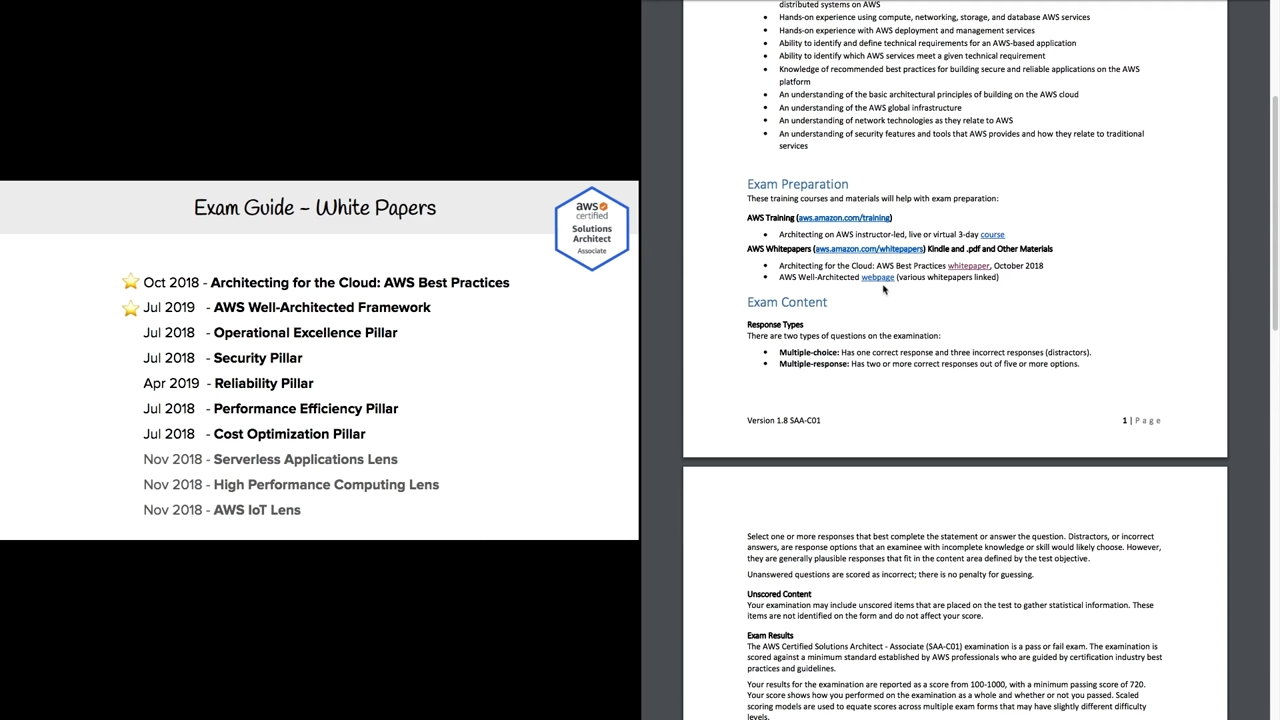 Exam Guide – White Papers
aws
certified
Solutions
Architect
Associate
Oct 2018 - Architecting for the Cloud: AWS Best Practices
Jul 2019 - AWS Well-Architected Framework
Jul 2018 - Operational Excellence Pillar
Jul 2018 - Security Pillar
Apr 2019 - Reliability Pillar
Jul 2018 - Performance Efficiency Pillar
Jul 2018 - Cost Optimization Pillar
Nov 2018 - Serverless Applications Lens
Nov 2018 - High Performance Computing Lens
Nov 2018 - AWS IoT Lens
distributed systems on AWS
• Hands-on experience using compute, networking, storage, and database AWS services
• Hands-on experience with AWS deployment and management services
• Ability to identify and define technical requirements for an AWS-based application
• Ability to identify which AWS services meet a given technical requirement
• Knowledge of recommended best practices for building secure and reliable applications on the AWS
platform
• An understanding of the basic architectural principles of building on the AWS cloud
• An understanding of the AWS global infrastructure
• An understanding of network technologies as they relate to AWS
• An understanding of security features and tools that AWS provides and how they relate to traditional
services
Exam Preparation
These training courses and materials will help with exam preparation:
AWS Training (aws.amazon.com/training)
• Architecting on AWS instructor-led, live or virtual 3-day course
AWS Whitepapers (aws.amazon.com/whitepapers) Kindle and .pdf and Other Materials
• Architecting for the Cloud: AWS Best Practices whitepaper, October 2018
• AWS Well-Architected webpage (various whitepapers linked)
Exam Content
Response Types
There are two types of questions on the examination:
• Multiple-choice: Has one correct response and three incorrect responses (distractors).
• Multiple-response: Has two or more correct responses out of five or more options.
Version 1.8 SAA-C01
1 | Page
Select one or more responses that best complete the statement or answer the question. Distractors, or incorrect
answers, are response options that an examinee with incomplete knowledge or skill would likely choose. However,
they are generally plausible responses that fit in the content area defined by the test objective.
Unanswered questions are scored as incorrect; there is no penalty for guessing.
Unscored Content
Your examination may include unscored items that are placed on the test to gather statistical information. These
items are not identified on the form and do not affect your score.
Exam Results
The AWS Certified Solutions Architect - Associate (SAA-C01) examination is a pass or fail exam. The examination is
scored against a minimum standard established by AWS professionals who are guided by certification industry best
practices and guidelines.
Your results for the examination are reported as a score from 100-1000, with a minimum passing score of 720.
Your score shows how you performed on the examination as a whole and whether or not you passed. Scaled
scoring models are used to equate scores across multiple exam forms that may have slightly different difficulty
levels.